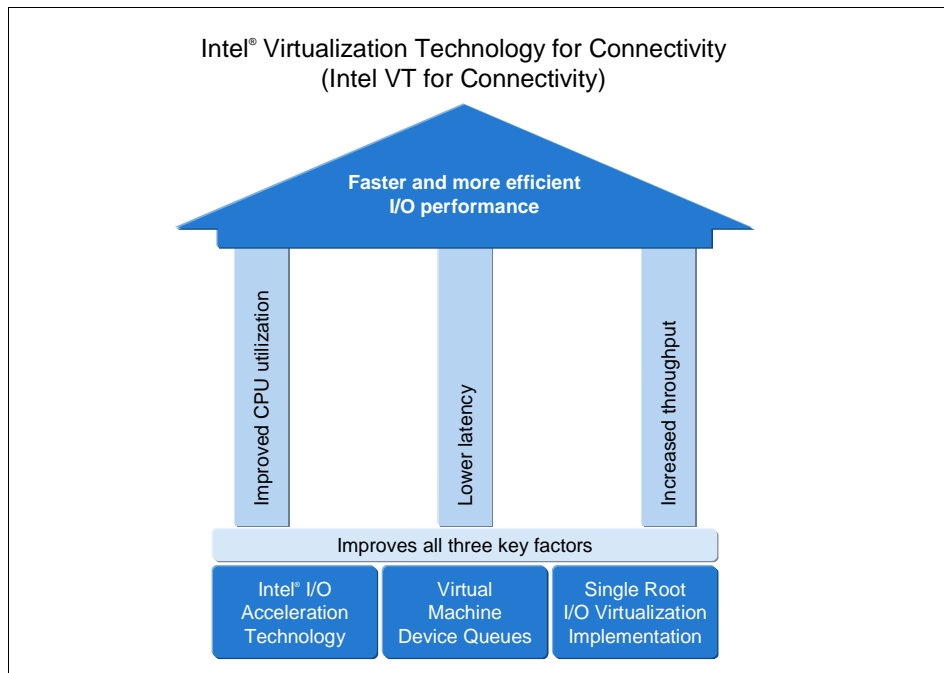 Intel® Virtualization Technology for Connectivity
(Intel VT for Connectivity)
Faster and more efficient
I/O performance
Improved CPU utilization
Lower latency
Increased throughput
Improves all three key factors
Intel® I/O
Acceleration
Technology
Virtual
Machine
Device Queues
Single Root
I/O Virtualization
Implementation